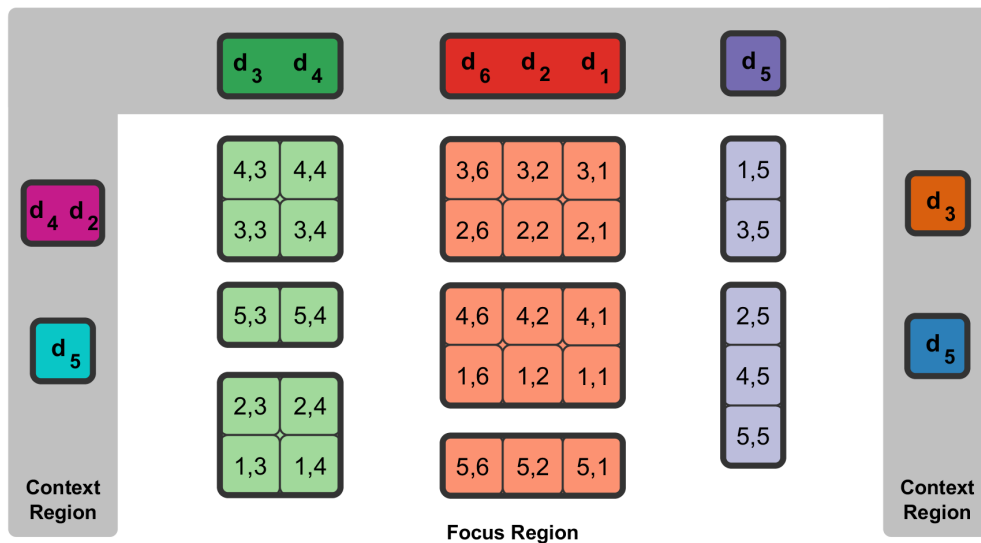 d3 d4
d6 d2 d1
d5
4,3 4,4
3,3 3,4
5,3 5,4
2,3 2,4
1,3 1,4
3,6 3,2 3,1
2,6 2,2 2,1
4,6 4,2 4,1
1,6 1,2 1,1
5,6 5,2 5,1
1,5
3,5
2,5
4,5
5,5
d4 d2
d5
Context
Region
d3
d5
Context
Region
Focus Region